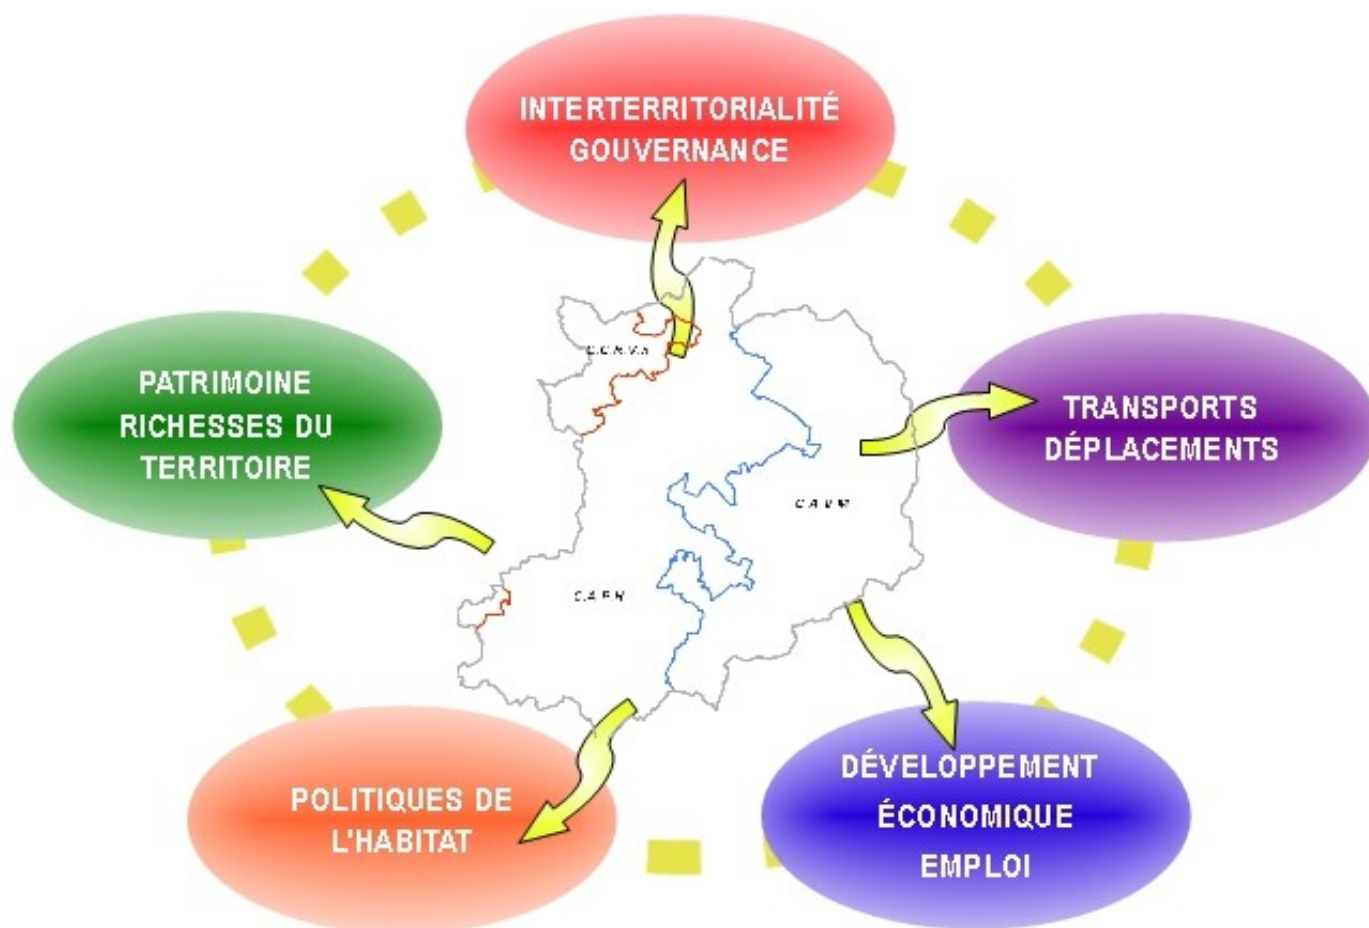 INTERTERRITORIALITÉ
GOUVERNANCE
PATRIMOINE
RICHESSES DU
TERRITOIRE
TRANSPORTS
DÉPLACEMENTS
C.A.P.H
POLITIQUES DE
L'HABITAT
DÉVELOPPEMENT
ÉCONOMIQUE
EMPLOI